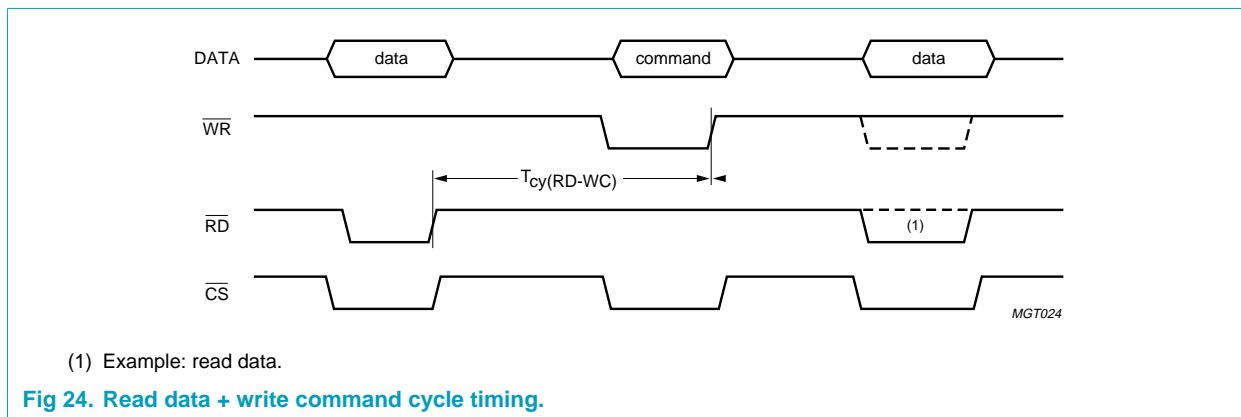 DATA
data
command
data
WR
Tcy(RD-WC)
RD
(1)
CS
MGT024
(1) Example: read data.
Fig 24. Read data + write command cycle timing.